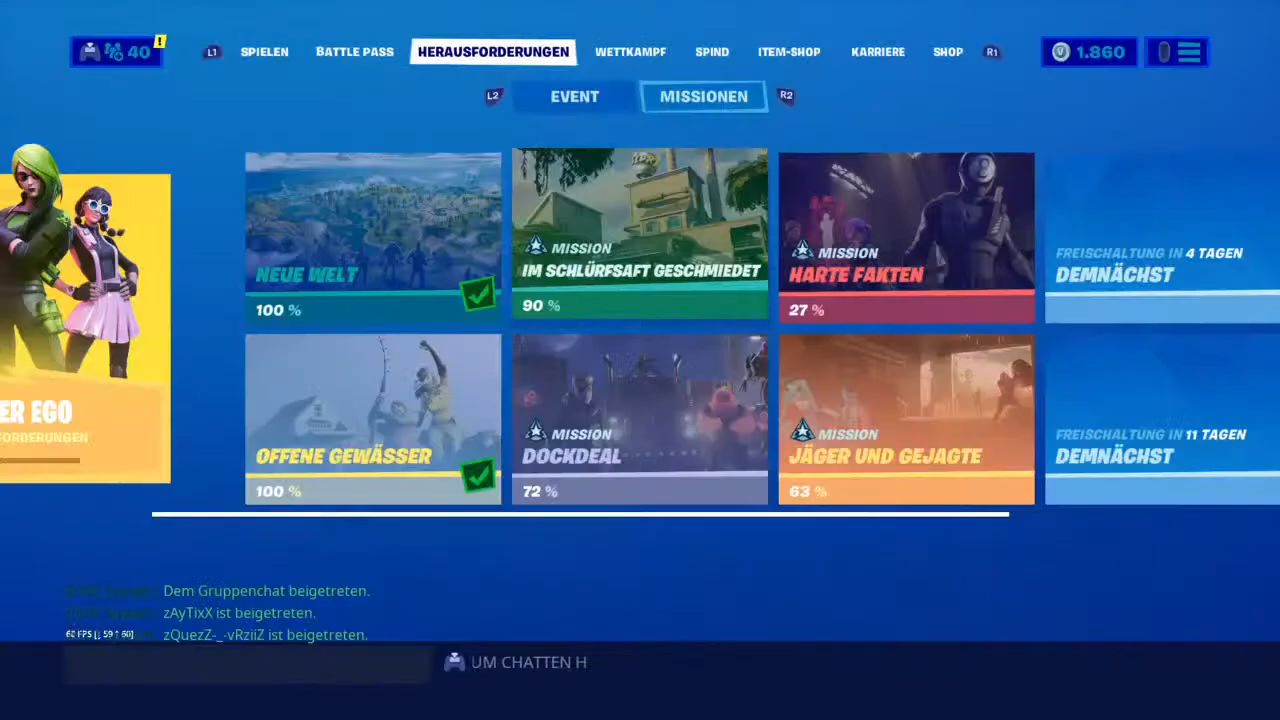 40 !
L1 SPIELEN BATTLE PASS HERAUSFORDERUNGEN WETTKAMPF SPIND ITEM-SHOP KARRIERE SHOP R1
1.860
L2 EVENT MISSIONEN R2
ER EGO
FORDERUNGEN
NEUE WELT
100 %
MISSION
IM SCHLÜRFSAFT GESCHMIEDET
90 %
MISSION
HARTE FAKTEN
27 %
FREISCHALTUNG IN 4 TAGEN
DEMNÄCHST
OFFENE GEWÄSSER
100 %
MISSION
DOCKDEAL
72 %
MISSION
JÄGER UND GEJAGTE
63 %
FREISCHALTUNG IN 11 TAGEN
DEMNÄCHST
Dem Gruppenchat beigetreten.
zAyTixX ist beigetreten.
zQuezZ-_-vRziiZ ist beigetreten.
UM CHATTEN H